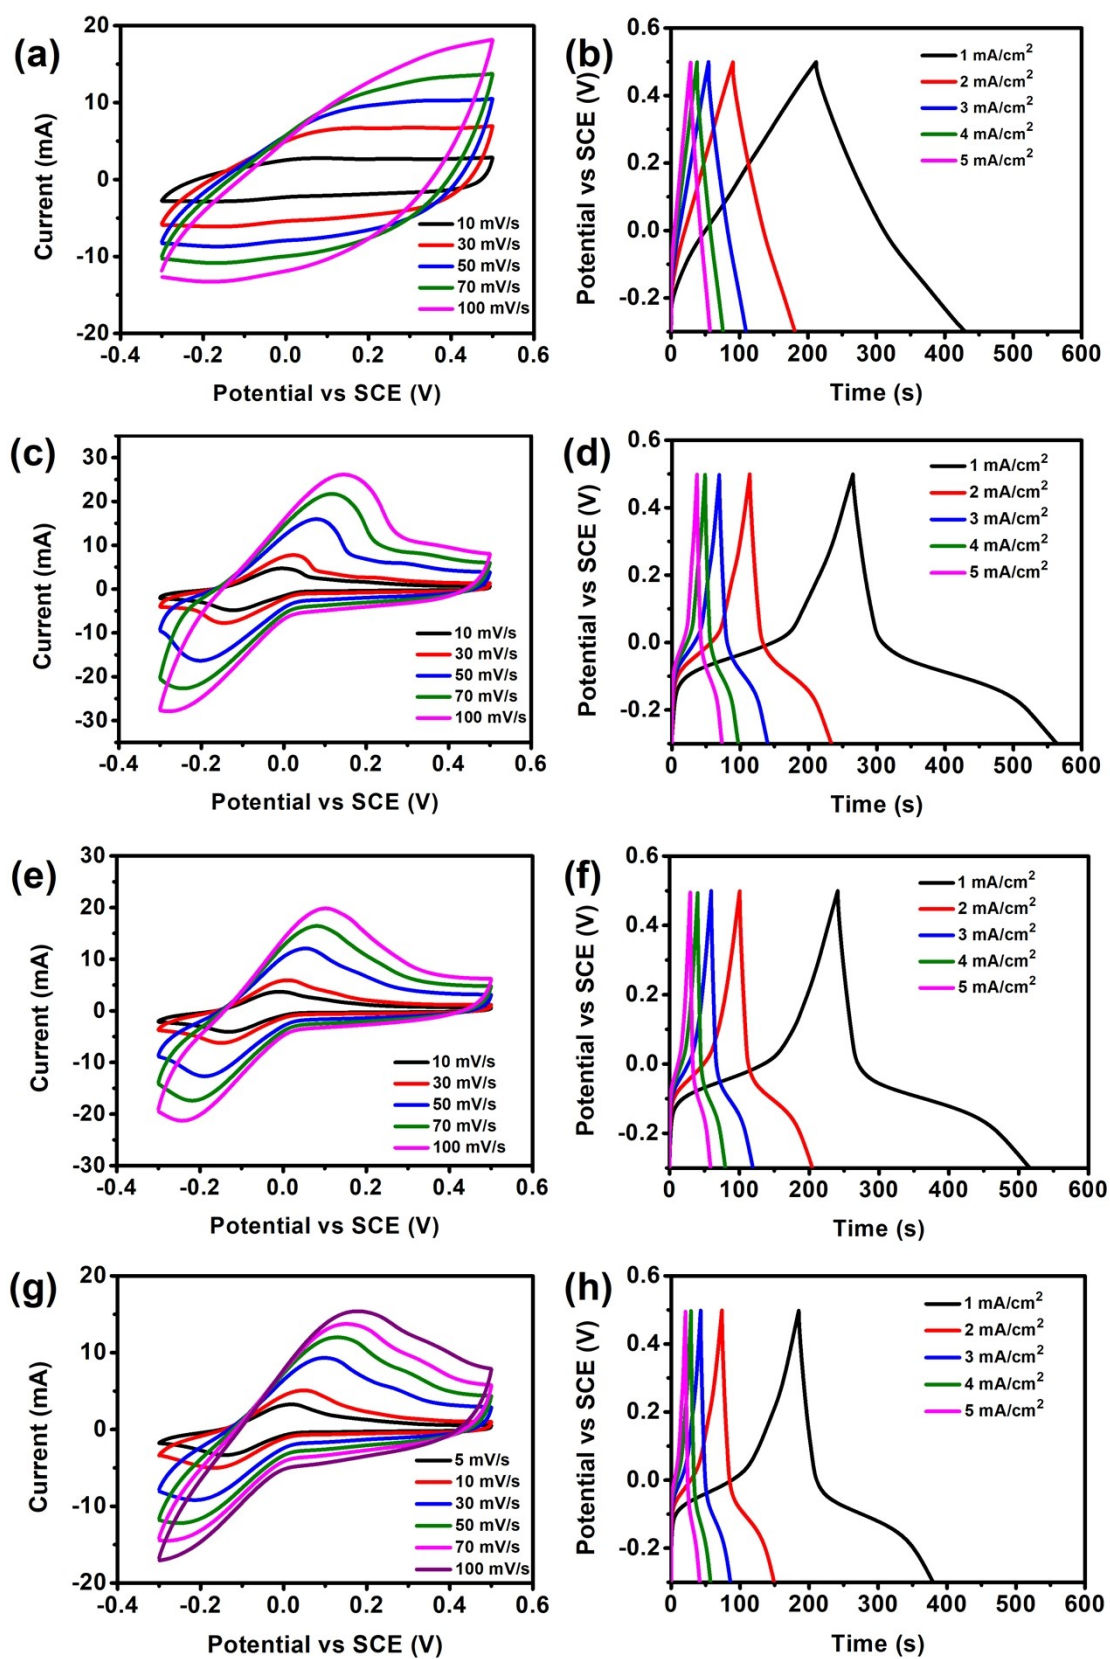 (a)
20
10
0
-10
-20
Current (mA)
10 mV/s
30 mV/s
50 mV/s
70 mV/s
100 mV/s
-0.4 -0.2 0.0 0.2 0.4 0.6
Potential vs SCE (V)
(b)
0.6
0.4
0.2
0.0
-0.2
Potential vs SCE (V)
1 mA/cm²
2 mA/cm²
3 mA/cm²
4 mA/cm²
5 mA/cm²
0 100 200 300 400 500 600
Time (s)
(c)
30
20
10
0
-10
-20
-30
Current (mA)
10 mV/s
30 mV/s
50 mV/s
70 mV/s
100 mV/s
-0.4 -0.2 0.0 0.2 0.4 0.6
Potential vs SCE (V)
(d)
0.6
0.4
0.2
0.0
-0.2
Potential vs SCE (V)
1 mA/cm²
2 mA/cm²
3 mA/cm²
4 mA/cm²
5 mA/cm²
0 100 200 300 400 500 600
Time (s)
(e)
30
20
10
0
-10
-20
-30
Current (mA)
10 mV/s
30 mV/s
50 mV/s
70 mV/s
100 mV/s
-0.4 -0.2 0.0 0.2 0.4 0.6
Potential vs SCE (V)
(f)
0.6
0.4
0.2
0.0
-0.2
Potential vs SCE (V)
1 mA/cm²
2 mA/cm²
3 mA/cm²
4 mA/cm²
5 mA/cm²
0 100 200 300 400 500 600
Time (s)
(g)
20
10
0
-10
-20
Current (mA)
5 mV/s
10 mV/s
30 mV/s
50 mV/s
70 mV/s
100 mV/s
-0.4 -0.2 0.0 0.2 0.4 0.6
Potential vs SCE (V)
(h)
0.6
0.4
0.2
0.0
-0.2
Potential vs SCE (V)
1 mA/cm²
2 mA/cm²
3 mA/cm²
4 mA/cm²
5 mA/cm²
0 100 200 300 400 500 600
Time (s)